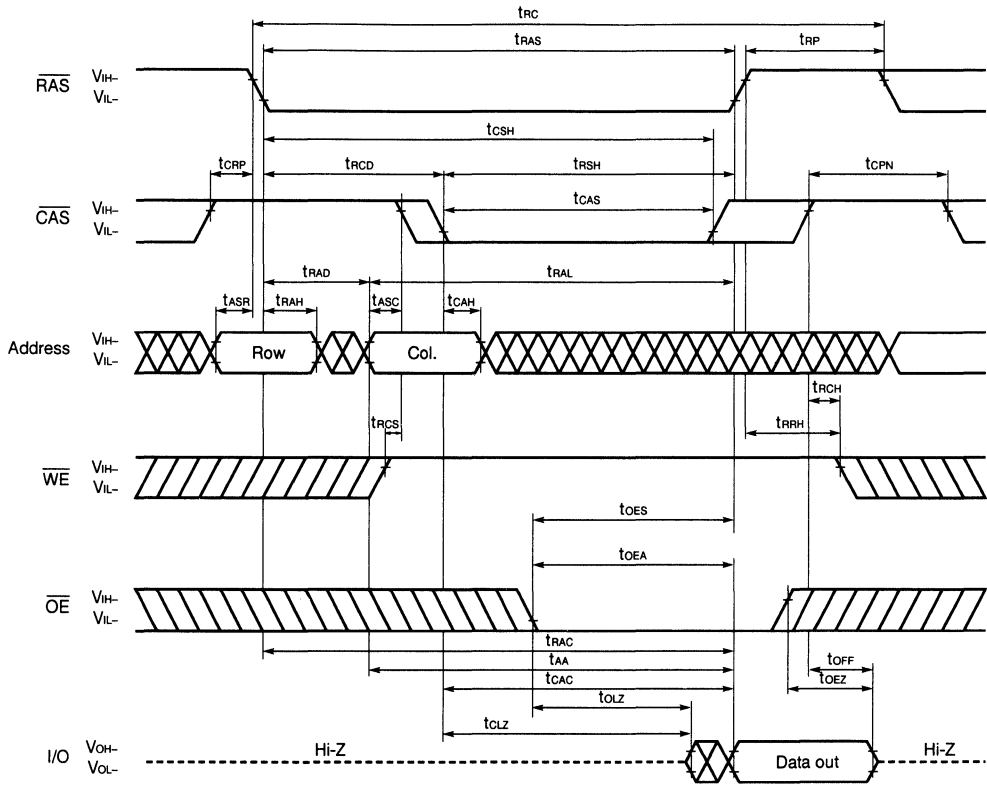 tRC
tRAS
tRP
RAS
VIH–
VIL–
tCSH
tCRP
tRCD
tRSH
tCPN
tCAS
CAS
VIH–
VIL–
tRAD
tRAL
tASR
tRAH
tASC
tCAH
Address
VIH–
VIL–
Row
Col.
tRCH
tRCS
tRRH
WE
VIH–
VIL–
tOES
tOEA
OE
VIH–
VIL–
tRAC
tAA
tOFF
tCAC
tOEZ
tOLZ
tCLZ
I/O
VOH–
VOL–
Hi-Z
Data out
Hi-Z